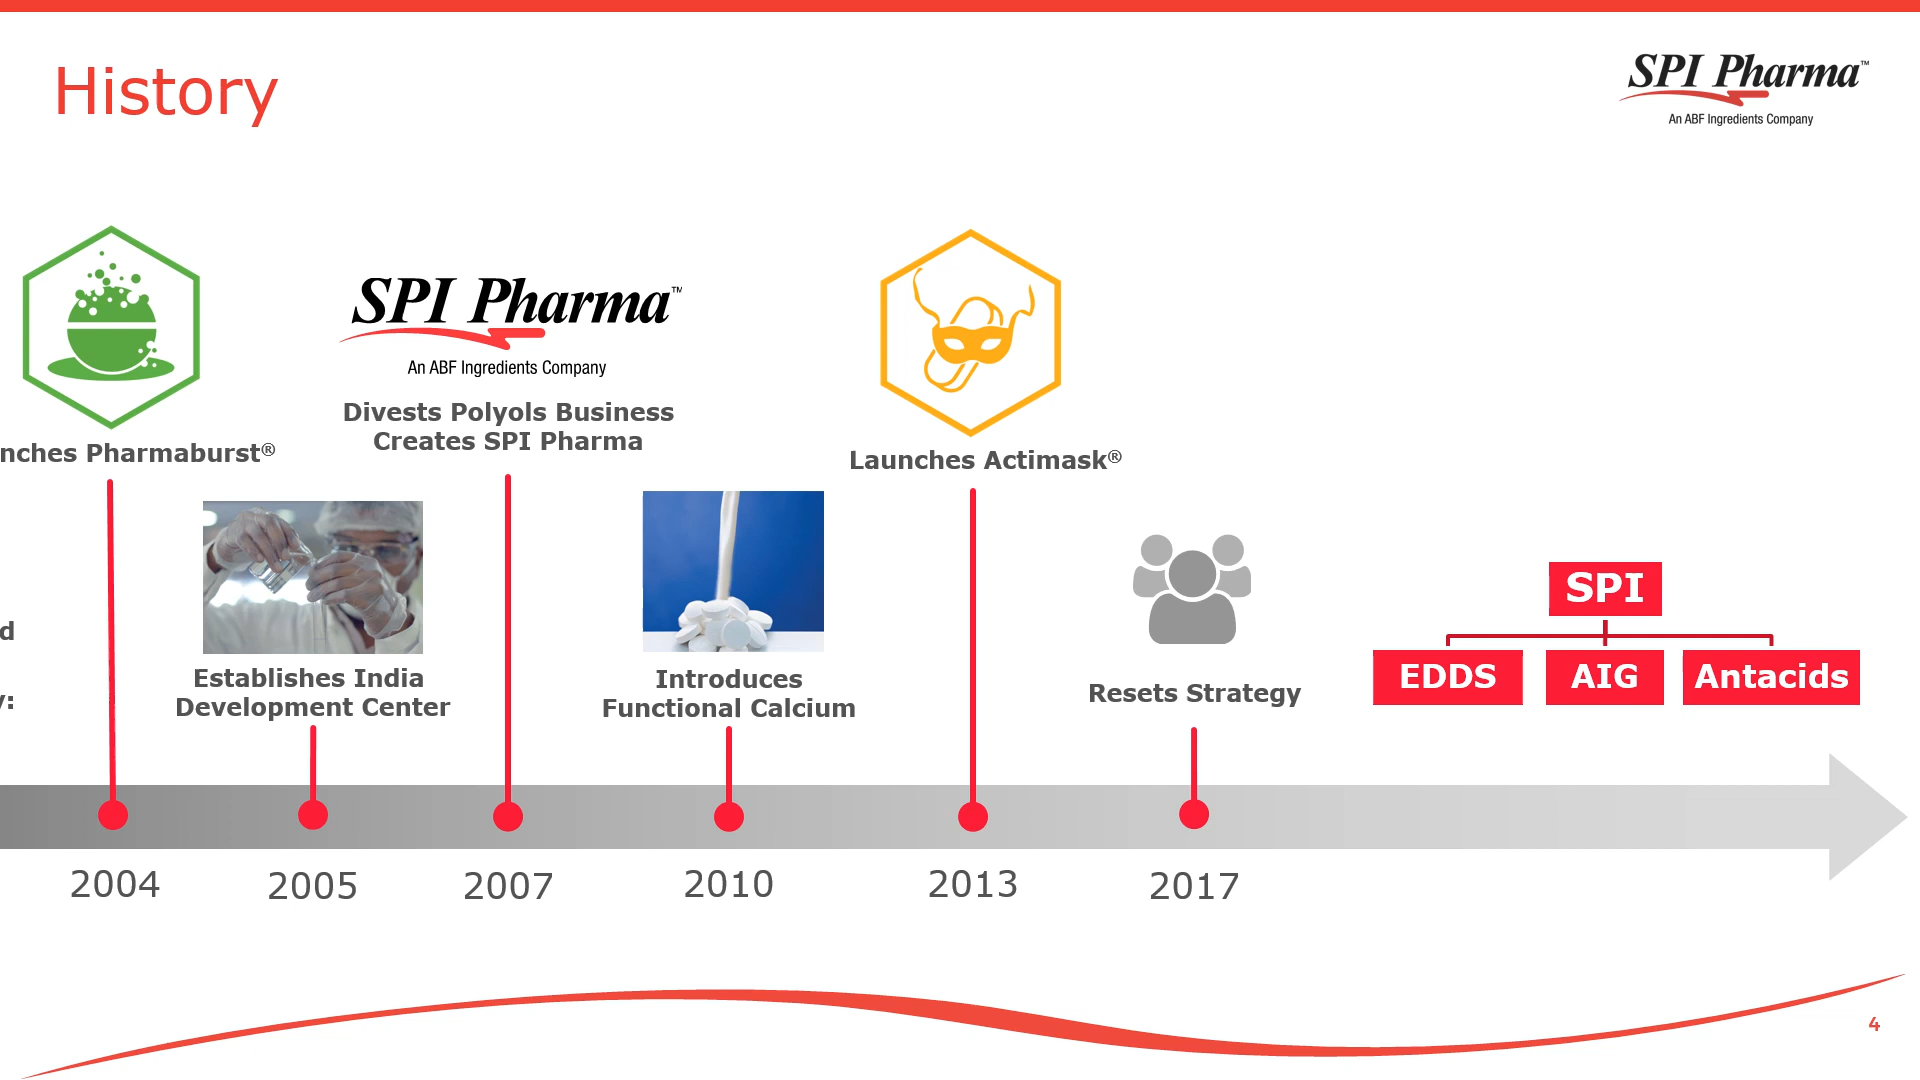 History
SPI Pharma™
An ABF Ingredients Company
SPI Pharma™
An ABF Ingredients Company
Divests Polyols Business
Creates SPI Pharma
nches Pharmaburst®
Launches Actimask®
d
y:
Establishes India
Development Center
Introduces
Functional Calcium
Resets Strategy
SPI
EDDS
AIG
Antacids
2004
2005
2007
2010
2013
2017
4